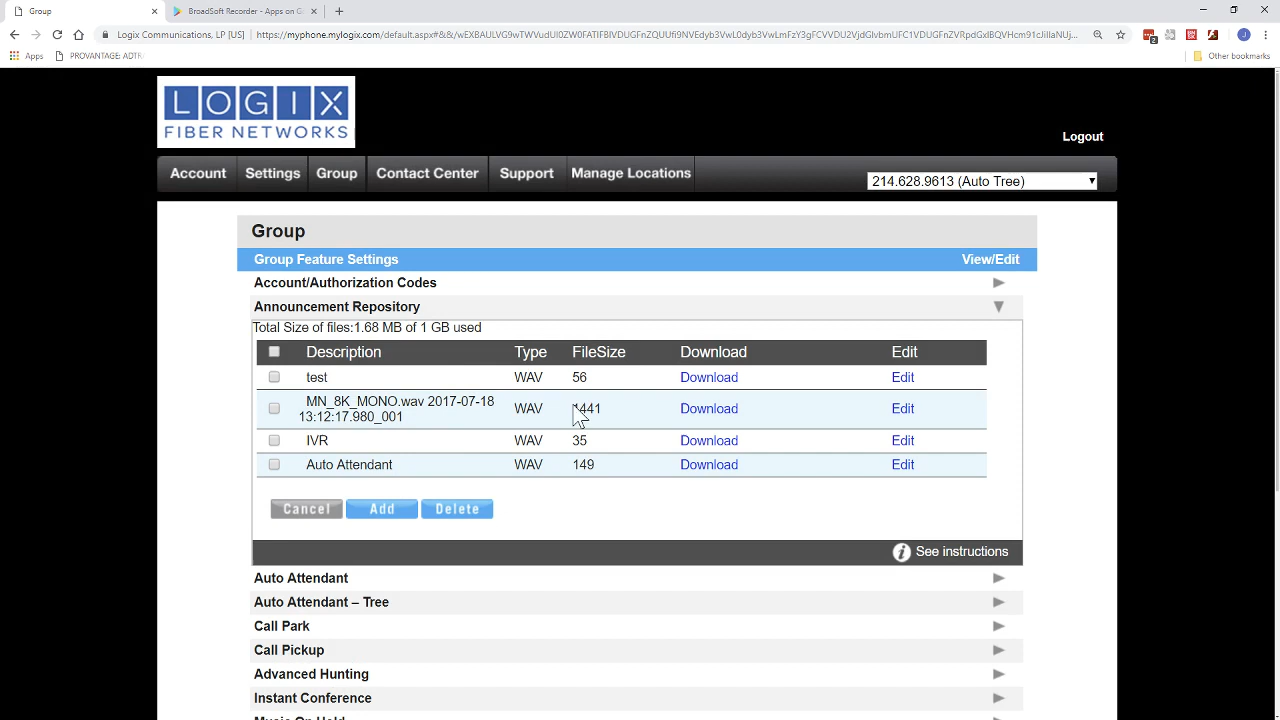 Group
BroadSoft Recorder - Apps on G
Logix Communications, LP [US]
Apps
PROVANTAGE: ADTR
Other bookmarks
2
J
LOGIX
FIBER NETWORKS
Logout
Account Settings Group Contact Center Support Manage Locations
214.628.9613 (Auto Tree)
Group
Group Feature Settings View/Edit
Account/Authorization Codes
Announcement Repository
Total Size of files:1.68 MB of 1 GB used
Description Type FileSize Download Edit
test WAV 56 Download Edit
MN_8K_MONO.wav 2017-07-18
13:12:17.980_001 WAV 1441 Download Edit
IVR WAV 35 Download Edit
Auto Attendant WAV 149 Download Edit
Cancel Add Delete
i See instructions
Auto Attendant
Auto Attendant – Tree
Call Park
Call Pickup
Advanced Hunting
Instant Conference
Music On Hold